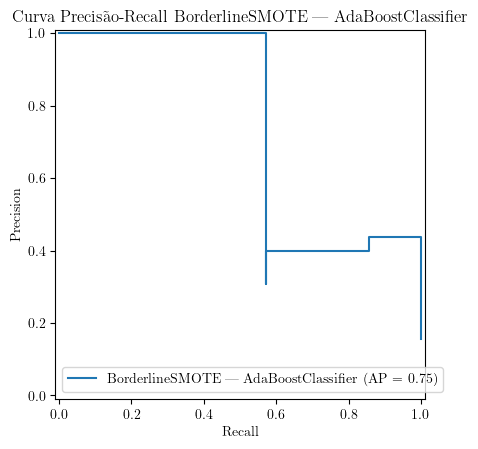 Curva Precisão-Recall BorderlineSMOTE — AdaBoostClassifier
1.0
0.8
0.6
0.4
0.2
0.0
Precision
BorderlineSMOTE — AdaBoostClassifier (AP = 0.75)
0.0 0.2 0.4 0.6 0.8 1.0
Recall